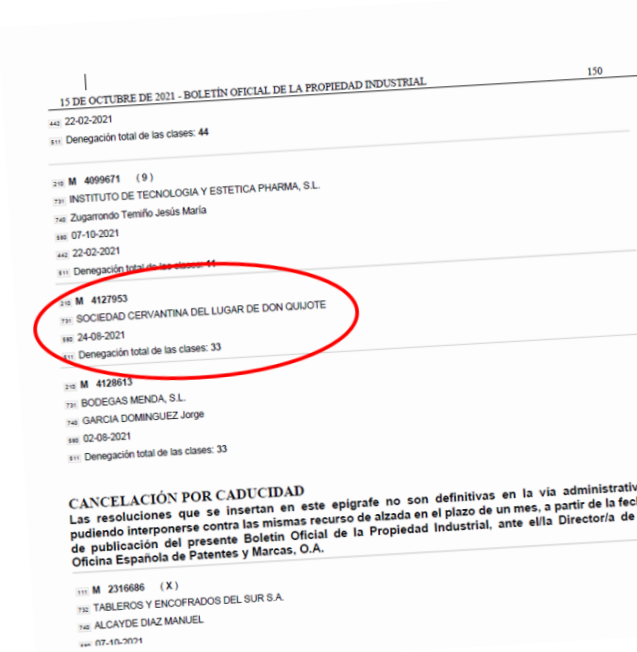 15 DE OCTUBRE DE 2021 - BOLETÍN OFICIAL DE LA PROPIEDAD INDUSTRIAL 150
442 22-02-2021
511 Denegación total de las clases: 44
210 M 4099671 ( 9 )
731 INSTITUTO DE TECNOLOGIA Y ESTETICA PHARMA, S.L.
740 Zugarrondo Temiño Jesús María
580 07-10-2021
442 22-02-2021
511 Denegación total de las clases: 44
210 M 4127953
731 SOCIEDAD CERVANTINA DEL LUGAR DE DON QUIJOTE
580 24-08-2021
511 Denegación total de las clases: 33
210 M 4128613
731 BODEGAS MENDA, S.L.
740 GARCIA DOMINGUEZ Jorge
580 02-08-2021
511 Denegación total de las clases: 33
CANCELACIÓN POR CADUCIDAD
Las resoluciones que se insertan en este epígrafe no son definitivas en la vía administrativ
pudiendo interponerse contra las mismas recurso de alzada en el plazo de un mes, a partir de la fecl
de publicación del presente Boletín Oficial de la Propiedad Industrial, ante el/la Director/a de
Oficina Española de Patentes y Marcas, O.A.
111 M 2316686 ( X )
732 TABLEROS Y ENCOFRADOS DEL SUR S.A.
740 ALCAYDE DIAZ MANUEL
07-10-2021